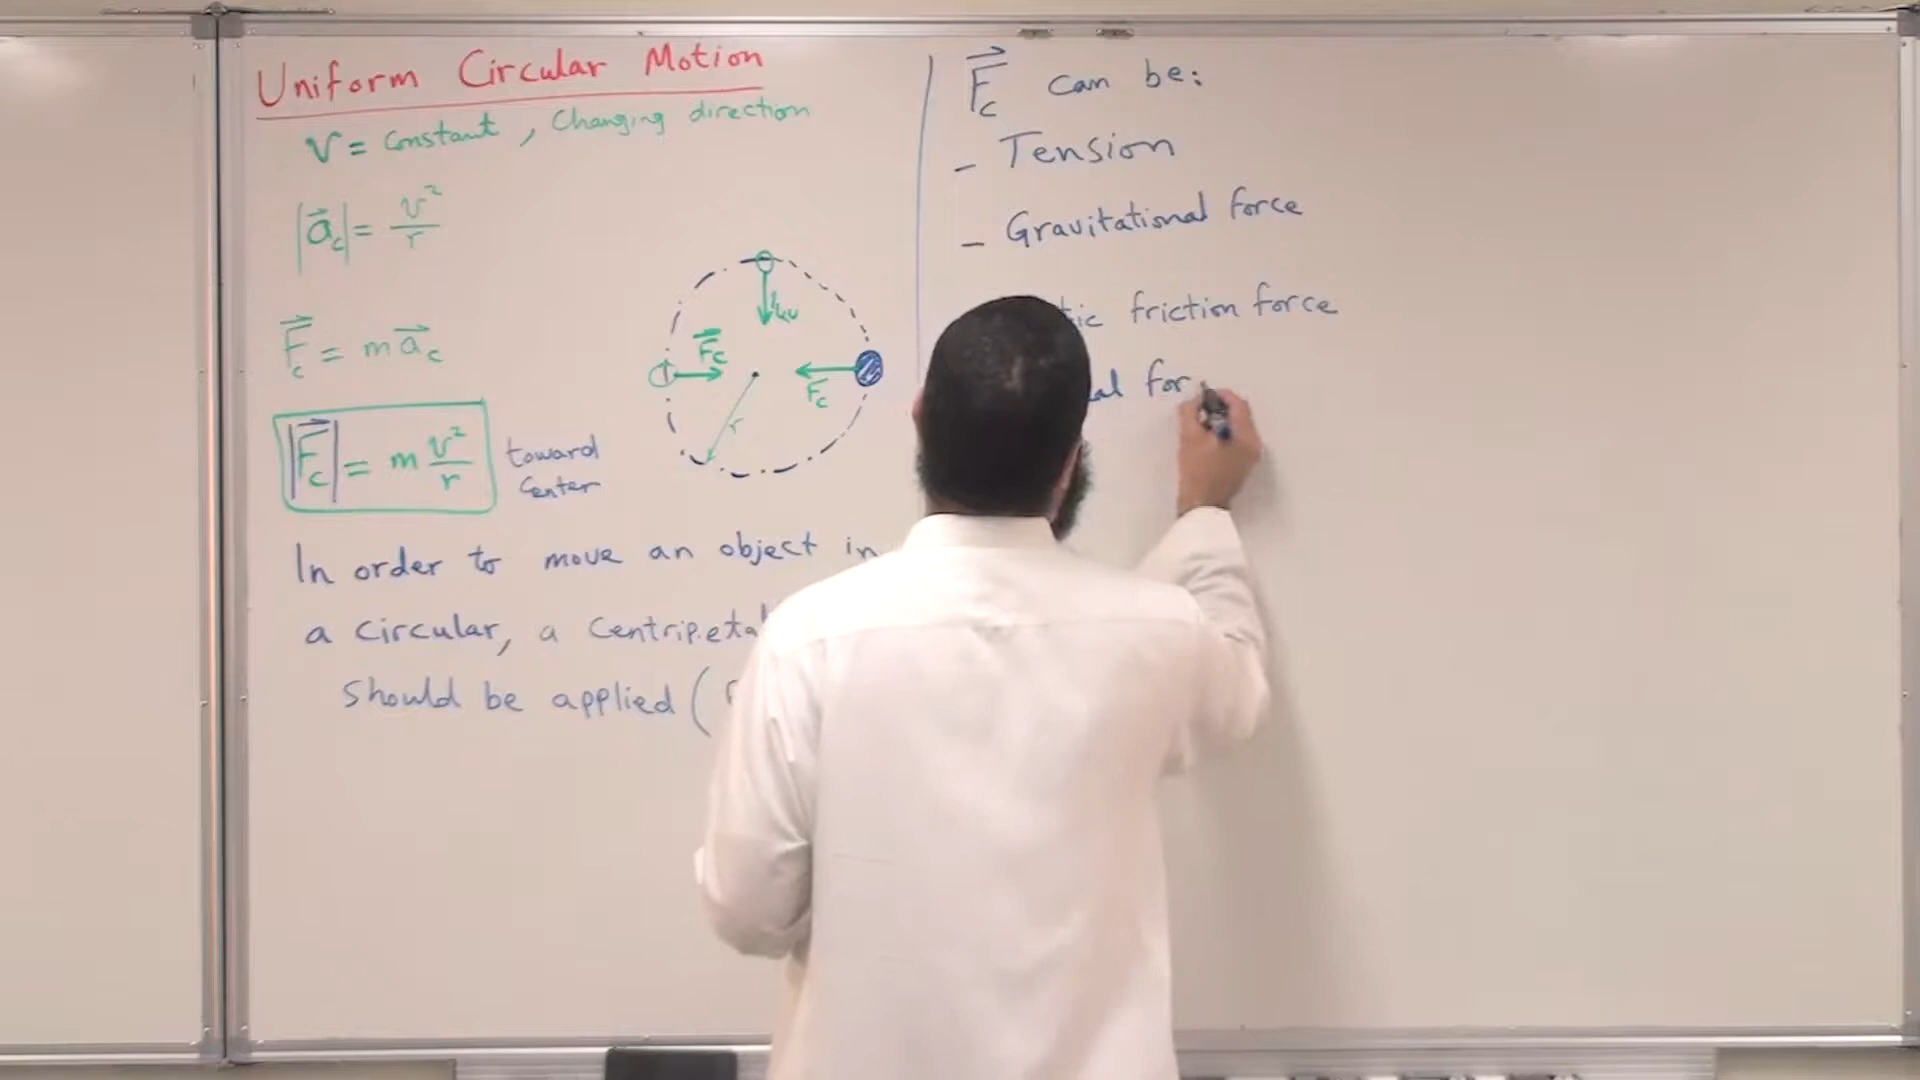 Uniform Circular Motion
v = constant, changing direction
|a⃗c| = v²/r
F⃗c = m a⃗c
|F⃗c| = m v²/r toward center
F⃗c
Fc
r
In order to move an object in
a circular, a centripetal
should be applied (
F⃗c can be:
- Tension
- Gravitational force
friction force